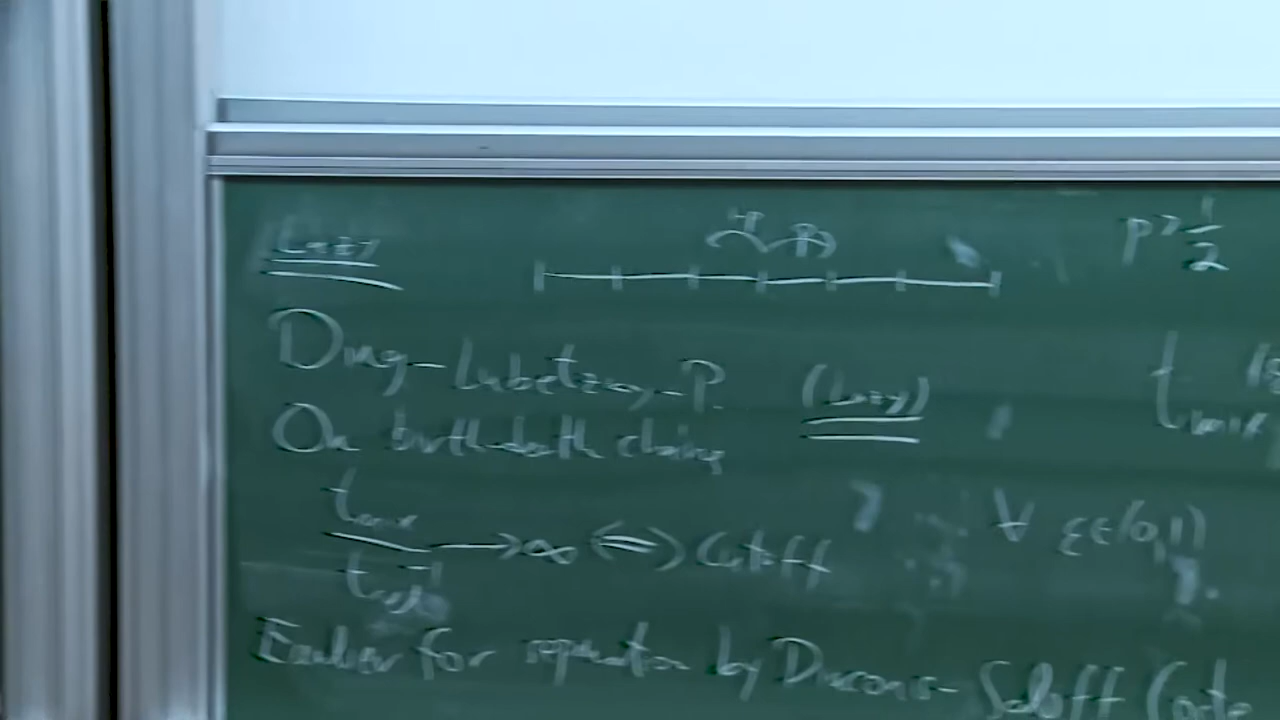 Lazy
p > 1/2
Ding-Lubetzky-P. (Lazy)
On birth-death chains
t_mix
t_mix / t_rel → ∞ ⇔ Cutoff
∀ ε∈(0,1)
Earlier for separation by Diaconis- Saloff Coste